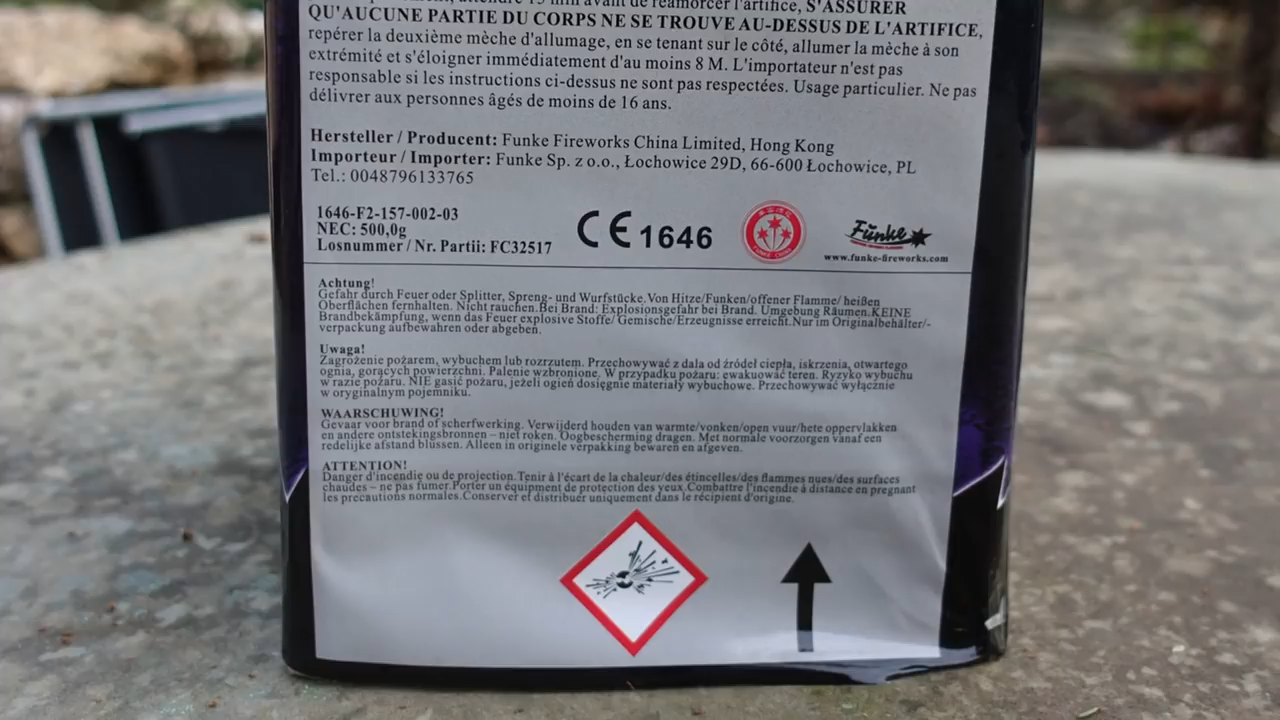 attendre 15 min avant de réamorcer l'artifice, S'ASSURER
QU'AUCUNE PARTIE DU CORPS NE SE TROUVE AU-DESSUS DE L'ARTIFICE,
repérer la deuxième mèche d'allumage, en se tenant sur le côté, allumer la mèche à son
extrémité et s'éloigner immédiatement d'au moins 8 M. L'importateur n'est pas
responsable si les instructions ci-dessus ne sont pas respectées. Usage particulier. Ne pas
délivrer aux personnes âgés de moins de 16 ans.
Hersteller / Producent: Funke Fireworks China Limited, Hong Kong
Importeur / Importer: Funke Sp. z o.o., Łochowice 29D, 66-600 Łochowice, PL
Tel.: 0048796133765
1646-F2-157-002-03
NEC: 500,0g
Losnummer / Nr. Partii: FC32517
CE 1646
FUNKE CHINA
Funke
www.funke-fireworks.com
Achtung!
Gefahr durch Feuer oder Splitter, Spreng- und Wurfstücke.Von Hitze/Funken/offener Flamme/ heißen
Oberflächen fernhalten. Nicht rauchen.Bei Brand: Explosionsgefahr bei Brand. Umgebung Räumen.KEINE
Brandbekämpfung, wenn das Feuer explosive Stoffe/ Gemische/Erzeugnisse erreicht.Nur im Originalbehälter/-
verpackung aufbewahren oder abgeben.
Uwaga!
Zagrożenie pożarem, wybuchem lub rozrzutem. Przechowywać z dala od źródeł ciepła, iskrzenia, otwartego
ognia, gorących powierzchni. Palenie wzbronione. W przypadku pożaru: ewakuować teren. Ryzyko wybuchu
w razie pożaru. NIE gasić pożaru, jeżeli ogień dosięgnie materiały wybuchowe. Przechowywać wyłącznie
w oryginalnym pojemniku.
WAARSCHUWING!
Gevaar voor brand of scherfwerking. Verwijderd houden van warmte/vonken/open vuur/hete oppervlakken
en andere ontstekingsbronnen – niet roken. Oogbescherming dragen. Met normale voorzorgen vanaf een
redelijke afstand blussen. Alleen in originele verpakking bewaren en afgeven.
ATTENTION!
Danger d'incendie ou de projection.Tenir à l'écart de la chaleur/des étincelles/des flammes nues/des surfaces
chaudes – ne pas fumer.Porter un équipment de protection des yeux.Combattre l'incendie à distance en pregnant
les precautions normales.Conserver et distribuer uniquement dans le récipient d'origine.